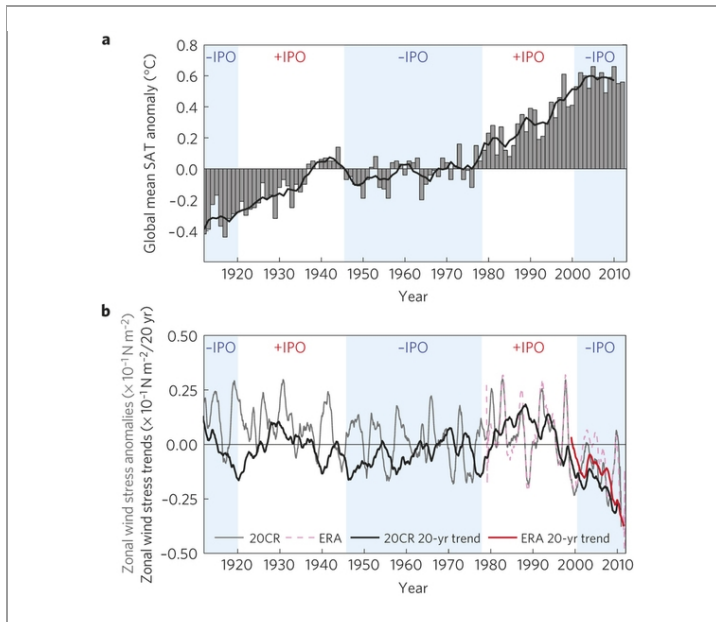 a
−IPO +IPO −IPO +IPO −IPO
Global mean SAT anomaly (°C)
0.8
0.6
0.4
0.2
0.0
−0.2
−0.4
1920 1930 1940 1950 1960 1970 1980 1990 2000 2010
Year
b
−IPO +IPO −IPO +IPO −IPO
Zonal wind stress anomalies (× 10⁻¹ N m⁻²)
Zonal wind stress trends (× 10⁻¹ N m⁻²/20 yr)
0.50
0.25
0.00
−0.25
−0.50
20CR ERA 20CR 20-yr trend ERA 20-yr trend
1920 1930 1940 1950 1960 1970 1980 1990 2000 2010
Year